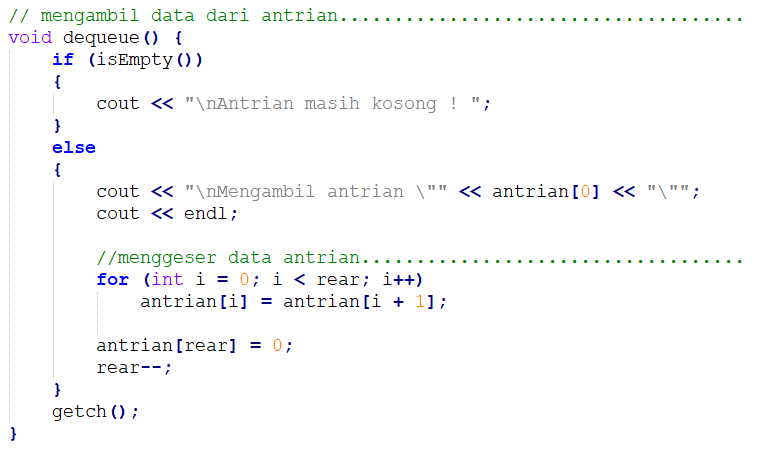 // mengambil data dari antrian.....................................
void dequeue() {
    if (isEmpty())
    {
        cout << "\nAntrian masih kosong ! ";
    }
    else
    {
        cout << "\nMengambil antrian \"" << antrian[0] << "\"";
        cout << endl;

        //menggeser data antrian...................................
        for (int i = 0; i < rear; i++)
            antrian[i] = antrian[i + 1];

        antrian[rear] = 0;
        rear--;
    }
    getch();
}